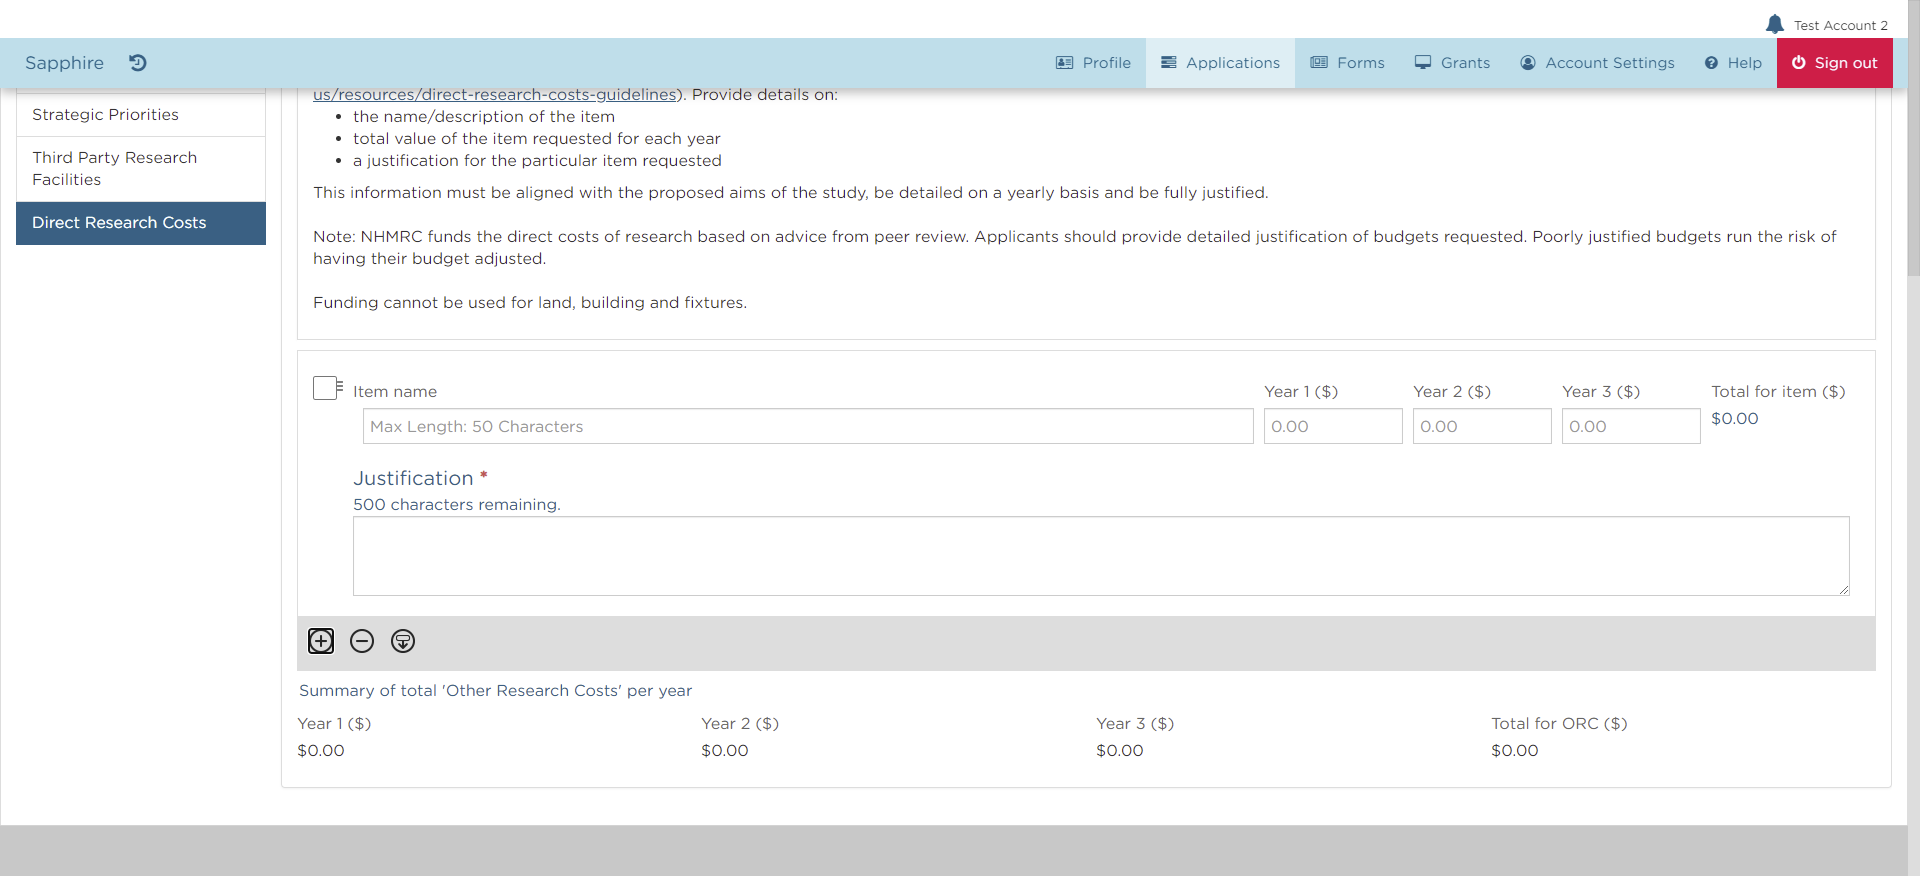 Test Account 2
Sapphire
Profile
Applications
Forms
Grants
Account Settings
Help
Sign out
Strategic Priorities
Third Party Research
Facilities
Direct Research Costs
us/resources/direct-research-costs-guidelines). Provide details on:
• the name/description of the item
• total value of the item requested for each year
• a justification for the particular item requested
This information must be aligned with the proposed aims of the study, be detailed on a yearly basis and be fully justified.
Note: NHMRC funds the direct costs of research based on advice from peer review. Applicants should provide detailed justification of budgets requested. Poorly justified budgets run the risk of
having their budget adjusted.
Funding cannot be used for land, building and fixtures.
Item name
Year 1 ($)
Year 2 ($)
Year 3 ($)
Total for item ($)
Max Length: 50 Characters
0.00
0.00
0.00
$0.00
Justification *
500 characters remaining.
Summary of total 'Other Research Costs' per year
Year 1 ($)
Year 2 ($)
Year 3 ($)
Total for ORC ($)
$0.00
$0.00
$0.00
$0.00